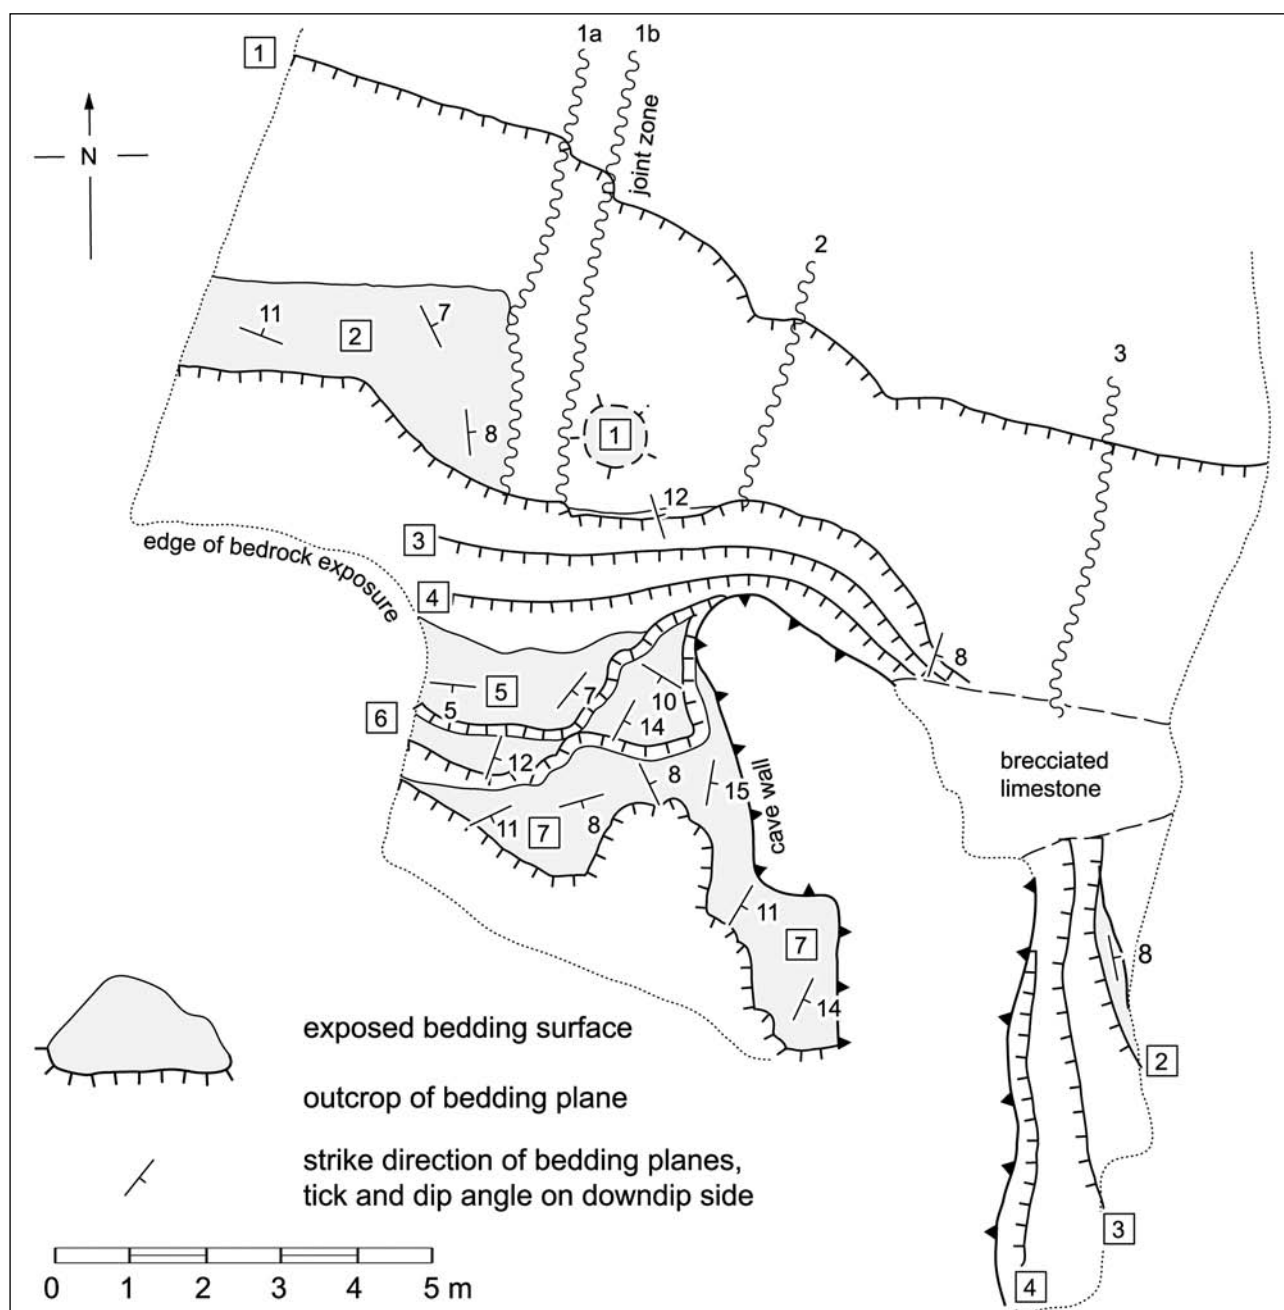 1
1a
1b
N
joint zone
2
3
11
2
7
8
1
12
3
edge of bedrock exposure
4
8
5
7
10
6
5
14
12
brecciated
limestone
8
15
cave wall
11
8
7
11
7
8
14
exposed bedding surface
2
outcrop of bedding plane
strike direction of bedding planes,
tick and dip angle on downdip side
3
0 1 2 3 4 5 m
4